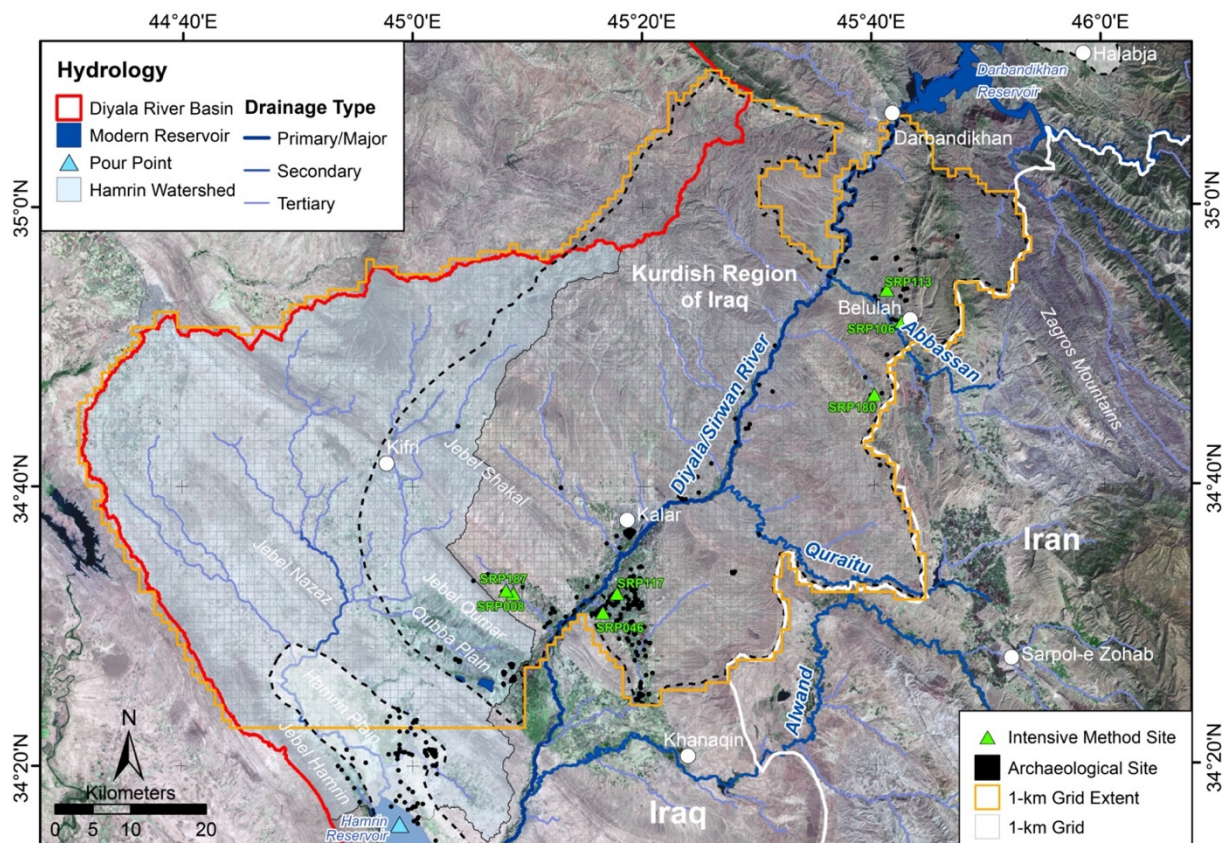 44°40'E
45°0'E
45°20'E
45°40'E
46°0'E
Hydrology
Diyala River Basin
Modern Reservoir
Pour Point
Hamrin Watershed
Drainage Type
Primary/Major
Secondary
Tertiary
Halabja
Darbandikhan
Reservoir
Darbandikhan
35°0'N
35°0'N
Kurdish Region
of Iraq
SRP113
Belulah
SRP106
Abbassan
Zagros Mountains
SRP180
Diyala/Sirwan River
Kifri
Jebel Shakal
34°40'N
34°40'N
Kalar
Iran
Quraitu
Jebel Nazaz
SRP187
SRP008
SRP117
SRP046
Jebel Qumar
Qubba Plain
Sarpol-e Zohab
Alwand
Hamrin Plain
Jebel Hamrin
Khanaqin
34°20'N
34°20'N
N
Kilometers
0 5 10 20
Hamrin
Reservoir
Iraq
Intensive Method Site
Archaeological Site
1-km Grid Extent
1-km Grid